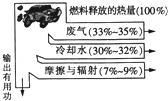 燃料释放的热量(100%)
废气(33%~35%)
冷却水(30%~32%)
摩擦与辐射(7%~9%)
输出有用功